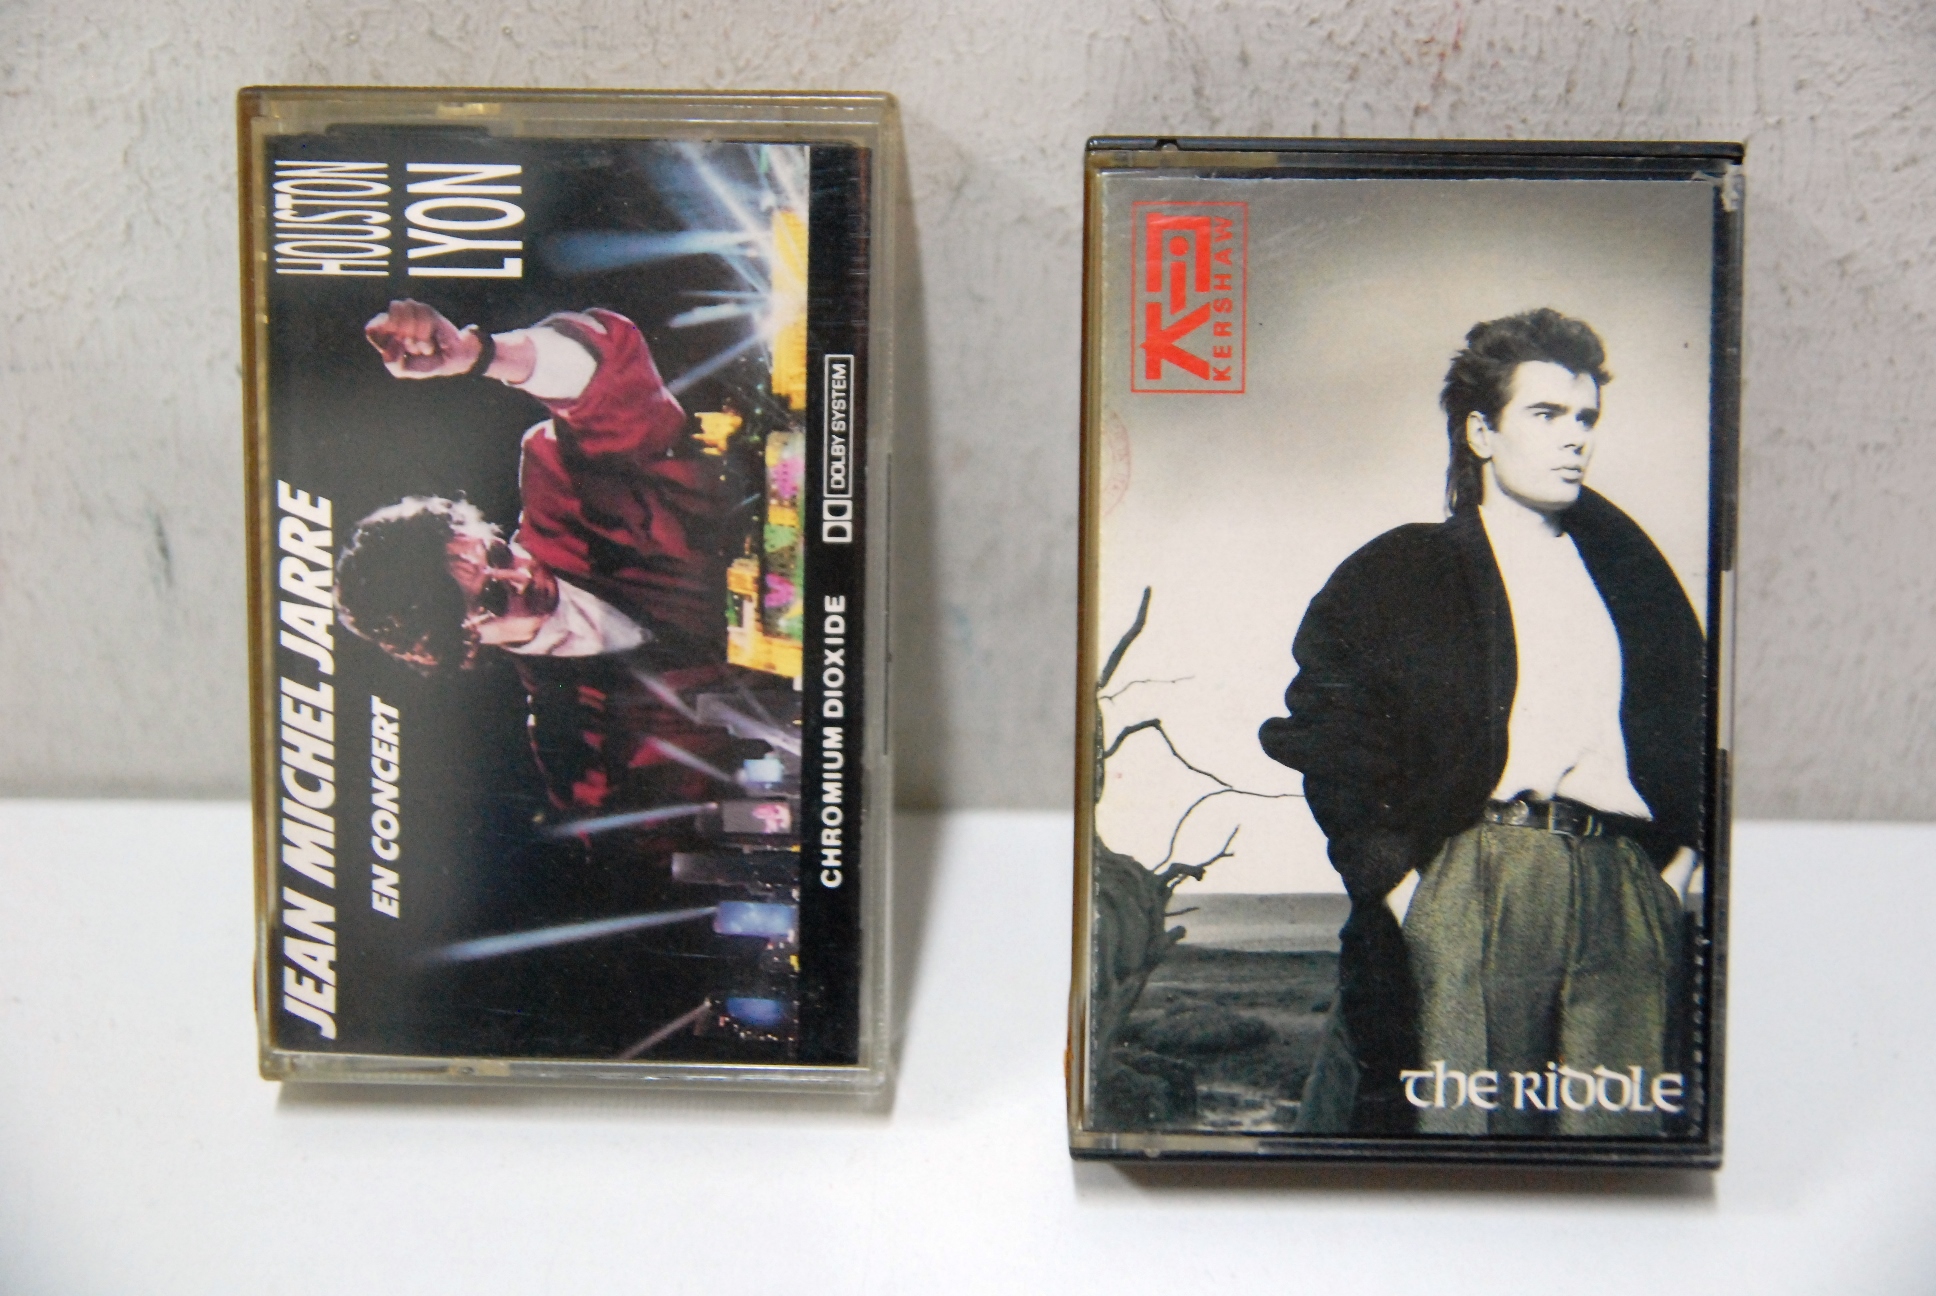 JEAN MICHEL JARRE
EN CONCERT
HOUSTON
LYON
CHROMIUM DIOXIDE
DOLBY SYSTEM
Nik
KERSHAW
The Riddle